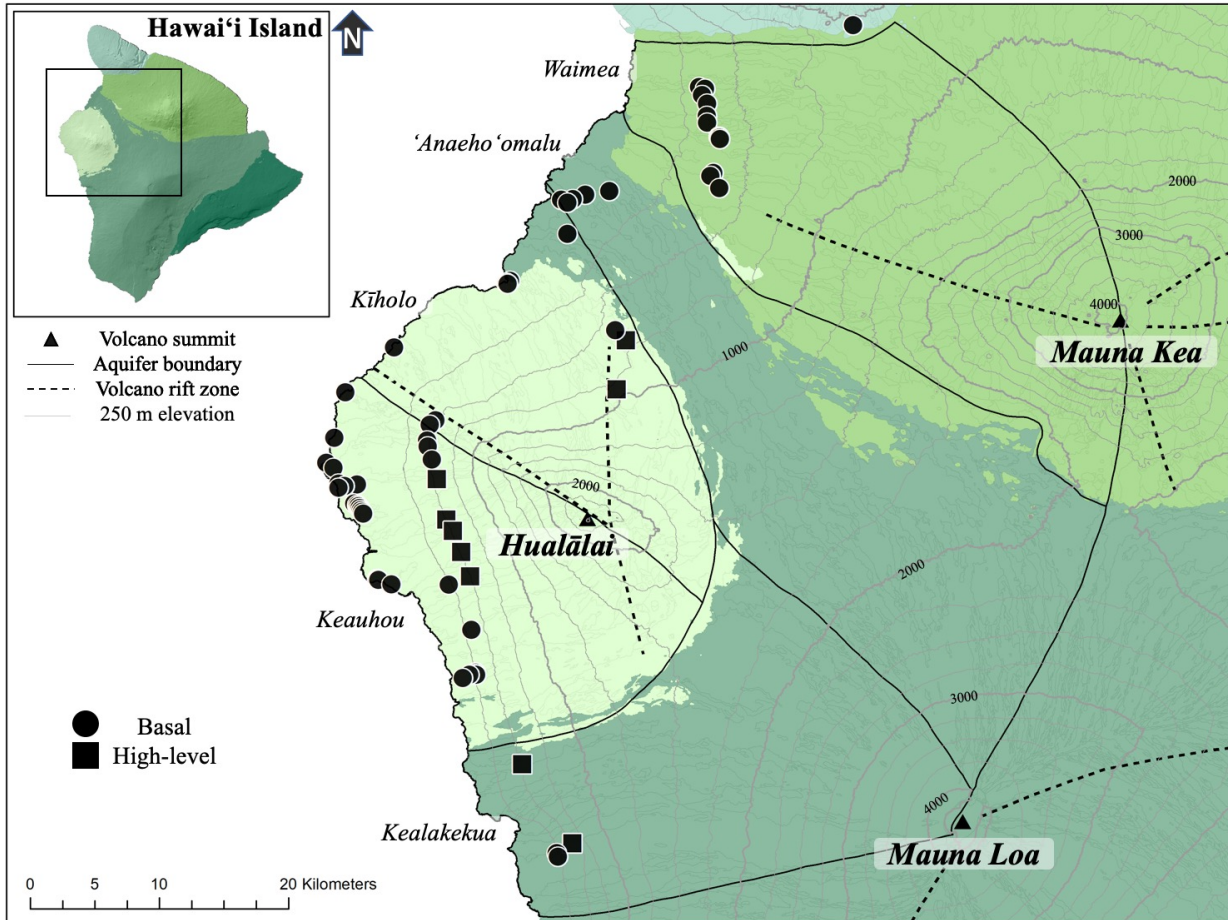 Hawai‘i Island
N
Volcano summit
Aquifer boundary
Volcano rift zone
250 m elevation
Waimea
‘Anaeho‘omalu
Kīholo
Keauhou
Kealakekua
2000
3000
4000
Mauna Kea
1000
2000
Hualālai
2000
3000
4000
Mauna Loa
Basal
High-level
0 5 10 20 Kilometers